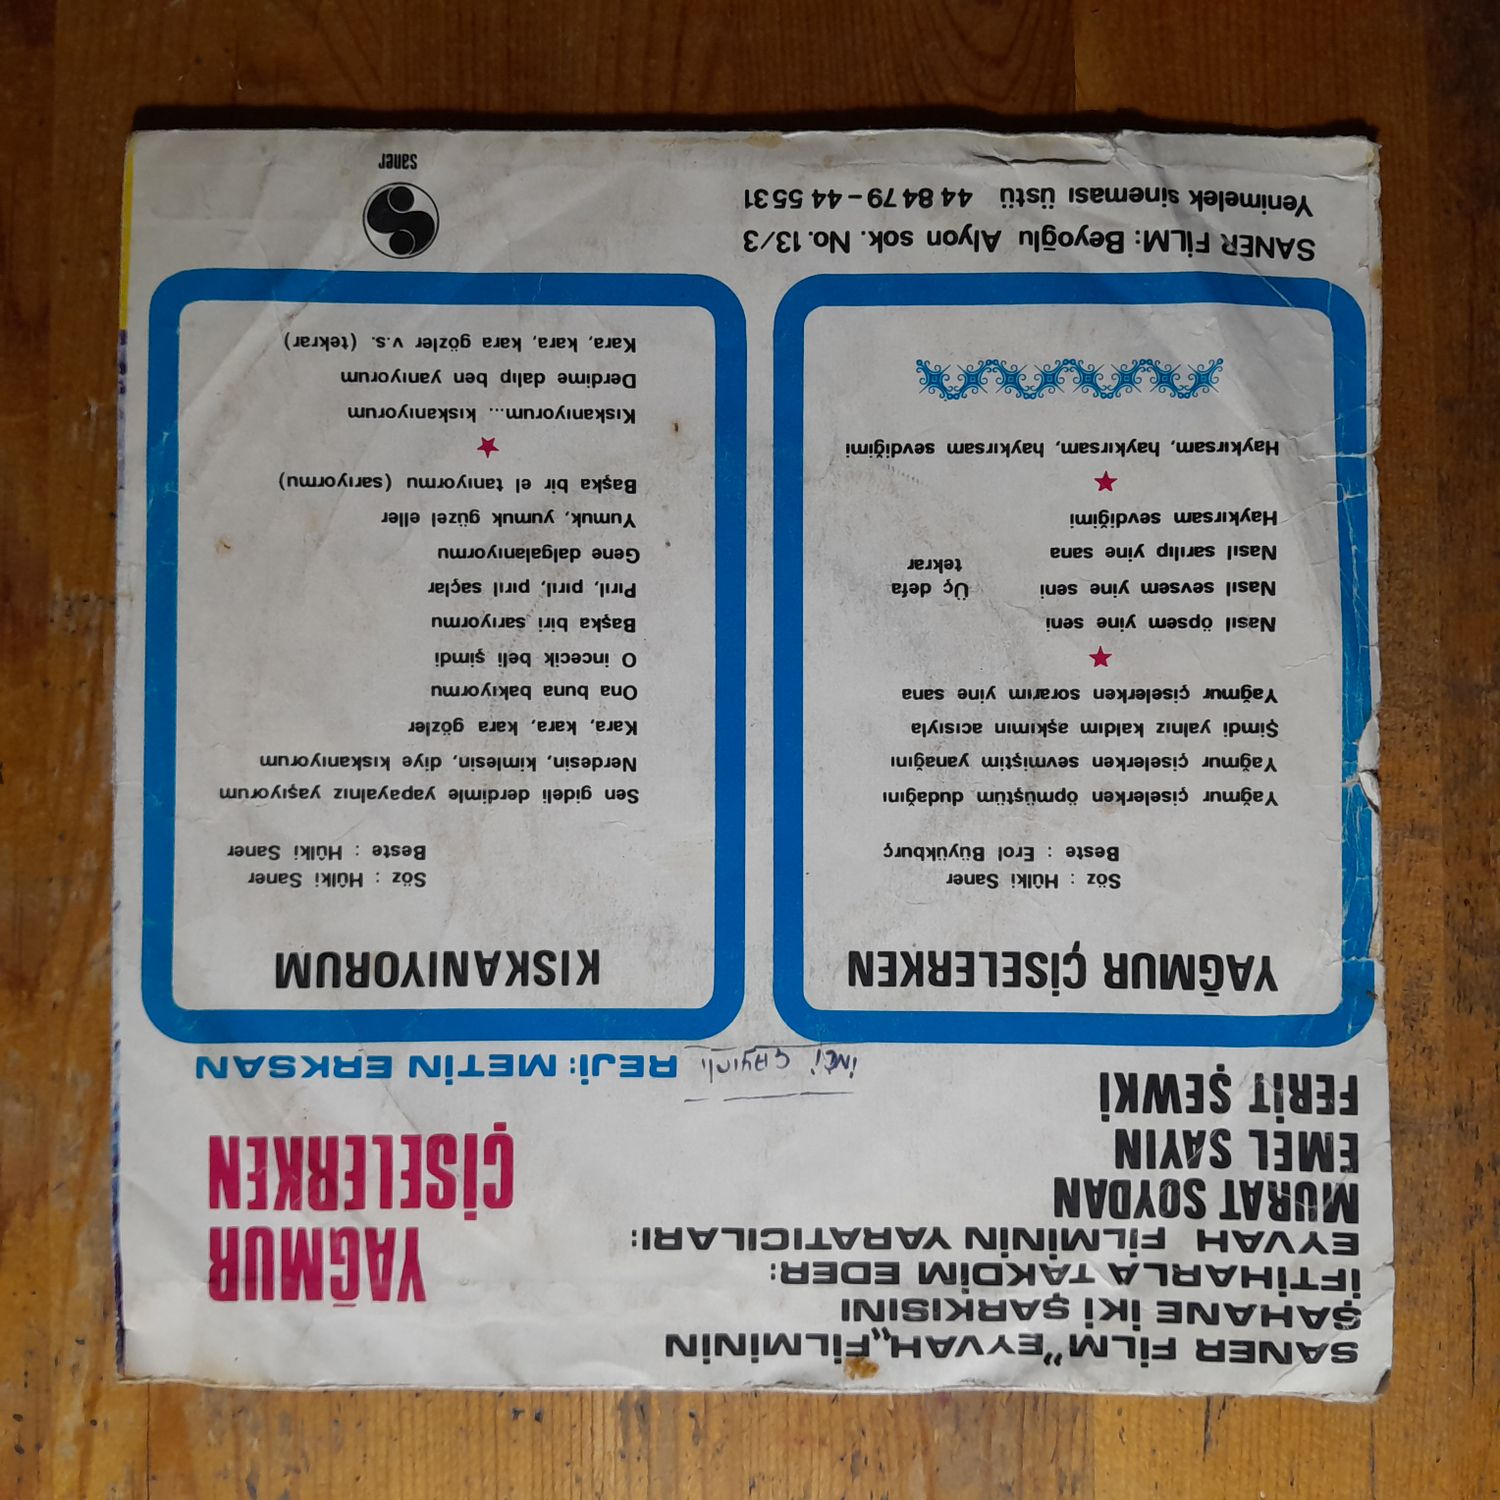 SANER FİLM "EYVAH„ FİLMİNİN
ŞAHANE İKİ ŞARKISINI
İFTİHARLA TAKDİM EDER:
EYVAH FİLMİNİN YARATICILARI:
MURAT SOYDAN
EMEL SAYIN
FERİT ŞEWKİ
YAĞMUR
ÇİSELERKEN
REJİ: METİN ERKSAN
İNCİ ÇAYIRLI
YAĞMUR ÇİSELERKEN
Söz : Hûlki Saner
Beste : Erol Büyükburç
Yağmur çiselerken öpmüştüm dudağını
Yağmur çiselerken sevmiştim yanağını
Şimdi yalnız kaldım aşkımın acısıyla
Yağmur çiselerken sorarım yine sana
Nasıl öpsem yine seni
Nasıl sevsem yine seni
Nasıl sarılıp yine sana
Üç defa
tekrar
Haykırsam sevdiğimi
Haykırsam, haykırsam, haykırsam sevdiğimi
KISKANIYORUM
Söz : Hûlki Saner
Beste : Hûlki Saner
Sen gideli derdimle yapayalnız yaşıyorum
Nerdesin, kimlesin, diye kıskanıyorum
Kara, kara, kara gözler
Ona buna bakıyormu
O incecik beli şimdi
Başka biri sarıyormu
Pırıl, pırıl, pırıl saçlar
Gene dalgalanıyormu
Yumuk, yumuk güzel eller
Başka bir el tanıyormu (sarıyormu)
Kıskanıyorum... kıskanıyorum
Derdime dalıp ben yanıyorum
Kara, kara, kara gözler v.s. (tekrar)
SANER FİLM: Beyoğlu Alyon sok. No. 13/3
Yenimelek sineması üstü 44 84 79 - 44 55 31
saner